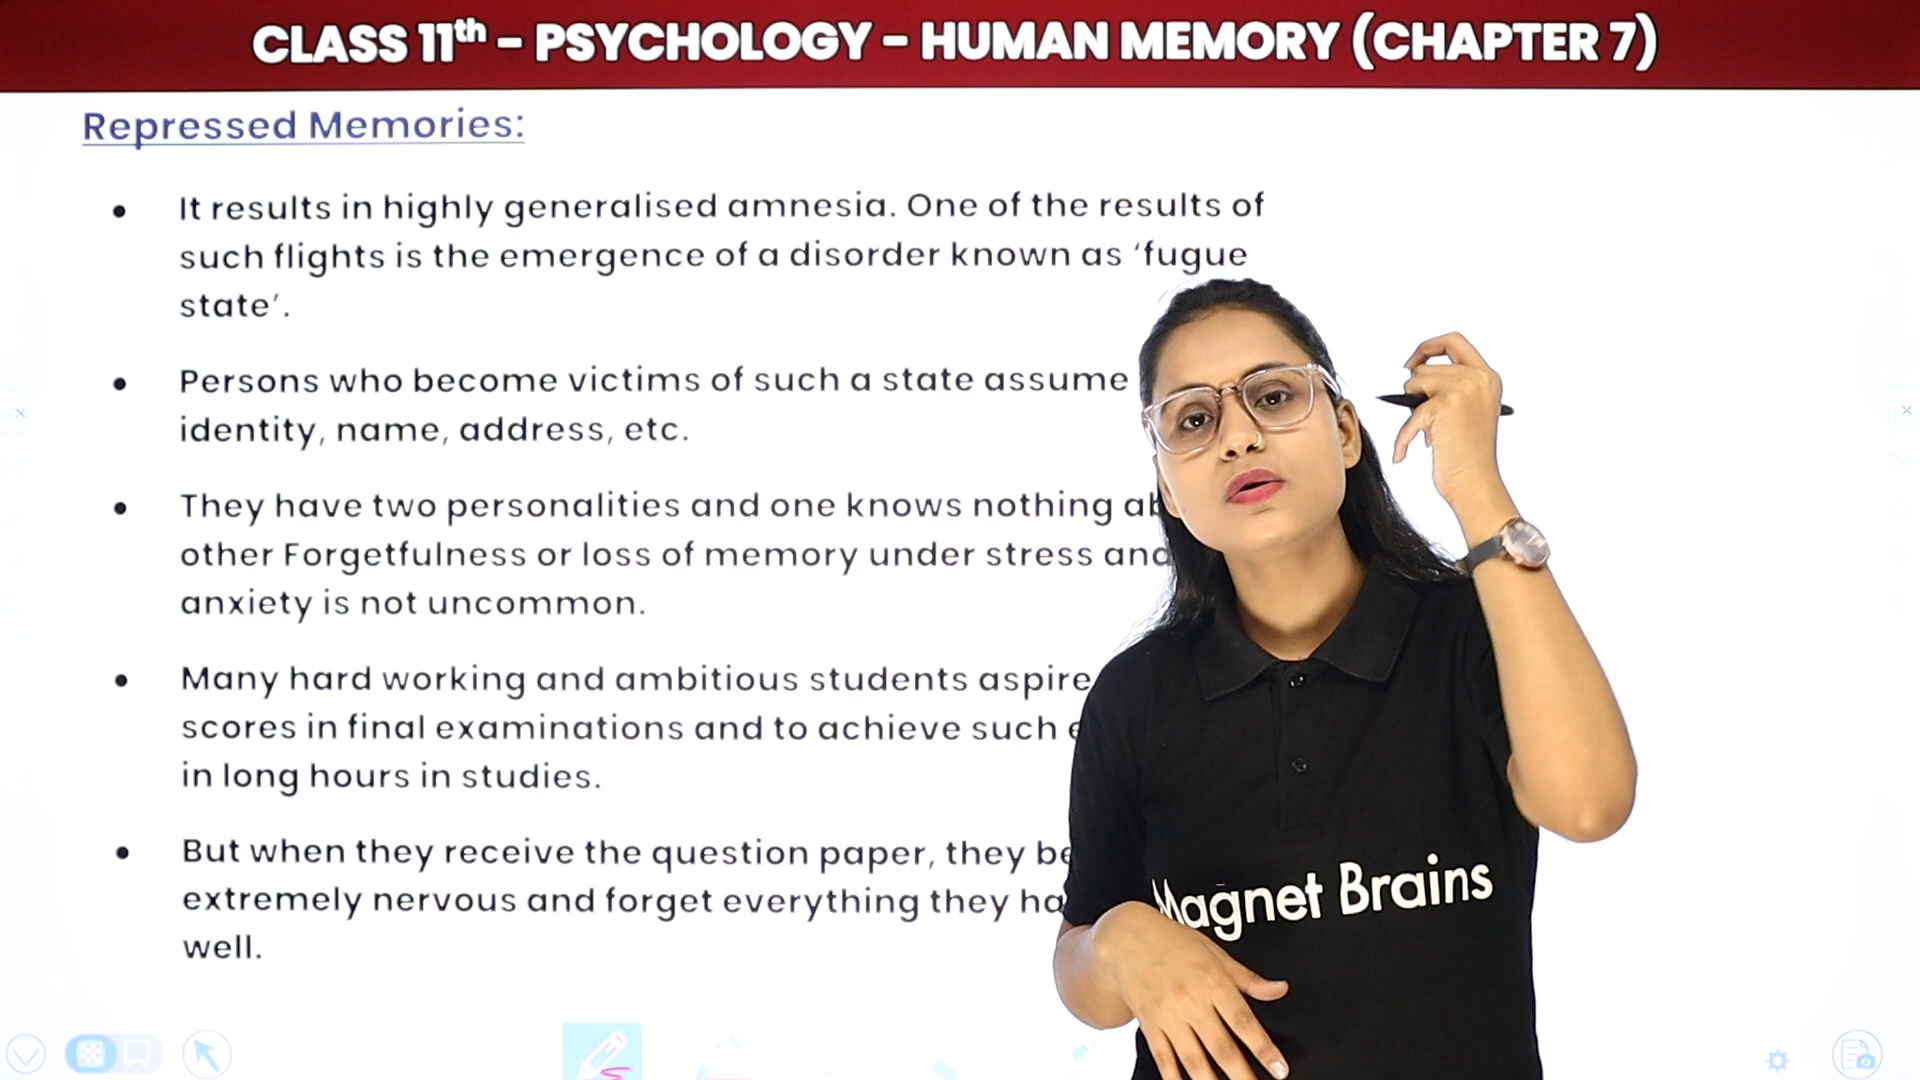 CLASS 11th – PSYCHOLOGY – HUMAN MEMORY (CHAPTER 7)
Repressed Memories:
• It results in highly generalised amnesia. One of the results of
such flights is the emergence of a disorder known as ‘fugue
state’.
• Persons who become victims of such a state assume
identity, name, address, etc.
• They have two personalities and one knows nothing
other Forgetfulness or loss of memory under stress and
anxiety is not uncommon.
• Many hard working and ambitious students aspire
scores in final examinations and to achieve such
in long hours in studies.
• But when they receive the question paper, they
extremely nervous and forget everything they
well.
Magnet Brains